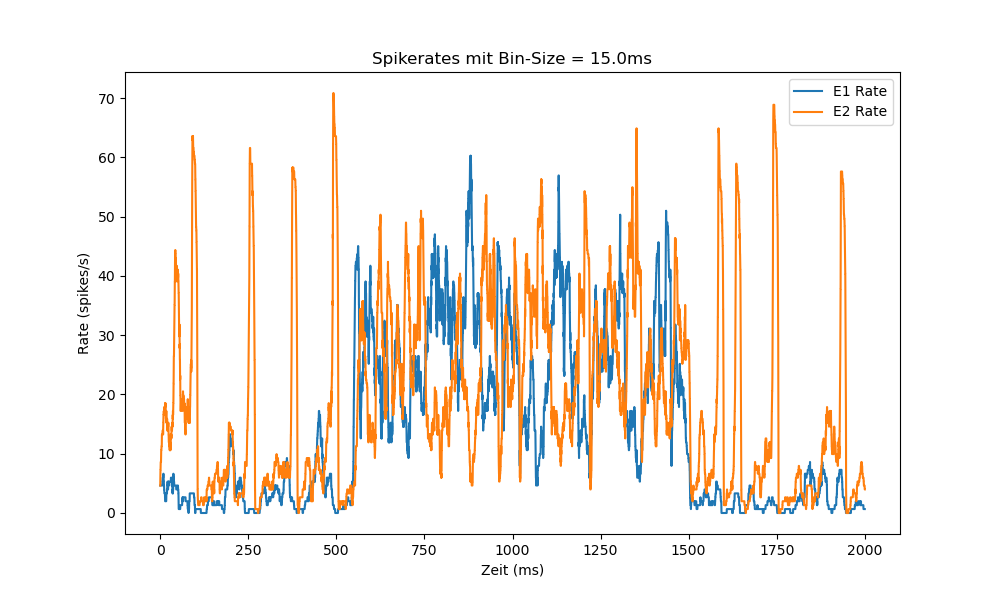 Spikerates mit Bin-Size = 15.0ms
E1 Rate
E2 Rate
Rate (spikes/s)
70
60
50
40
30
20
10
0
0 250 500 750 1000 1250 1500 1750 2000
Zeit (ms)